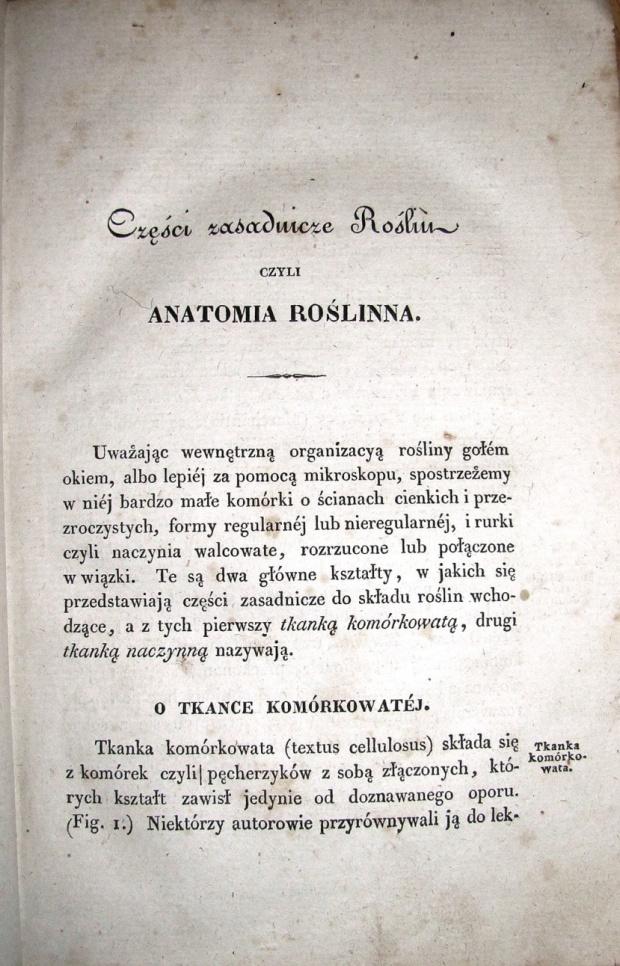 Części zasadnicze Roślin
CZYLI
ANATOMIA ROŚLINNA.
Uważając wewnętrzną organizacyą rośliny gołém
okiem, albo lepiéj za pomocą mikroskopu, spostrzeżemy
w niéj bardzo małe komórki o ścianach cienkich i prze-
zroczystych, formy regularnéj lub nieregularnéj, i rurki
czyli naczynia walcowate, rozrzucone lub połączone
w wiązki. Te są dwa główne kształty, w jakich się
przedstawiają części zasadnicze do składu roślin wcho-
dzące, a z tych pierwszy tkanką komórkowatą, drugi
tkanką naczynną nazywają.
O TKANCE KOMÓRKOWATÉJ.
Tkanka komórkowata (textus cellulosus) składa się
z komórek czyli| pęcherzyków z sobą złączonych, któ-
rych kształt zawisł jedynie od doznawanego oporu.
(Fig. 1.) Niektórzy autorowie przyrównywali ją do lek-
Tkanka
komórko-
wata.